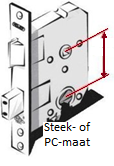 Steek- of
PC-maat